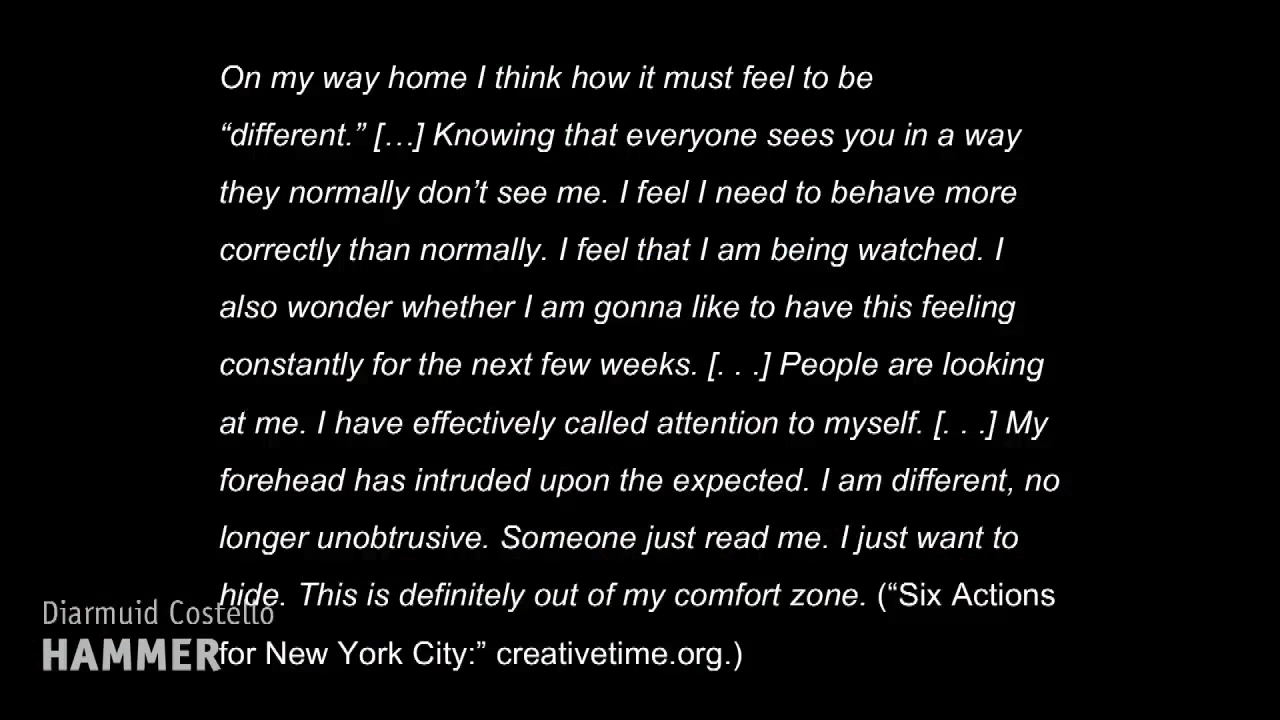 On my way home I think how it must feel to be
“different.” […] Knowing that everyone sees you in a way
they normally don’t see me. I feel I need to behave more
correctly than normally. I feel that I am being watched. I
also wonder whether I am gonna like to have this feeling
constantly for the next few weeks. [. . .] People are looking
at me. I have effectively called attention to myself. [. . .] My
forehead has intruded upon the expected. I am different, no
longer unobtrusive. Someone just read me. I just want to
hide. This is definitely out of my comfort zone. (“Six Actions
for New York City:” creativetime.org.)
Diarmuid Costello
HAMMER